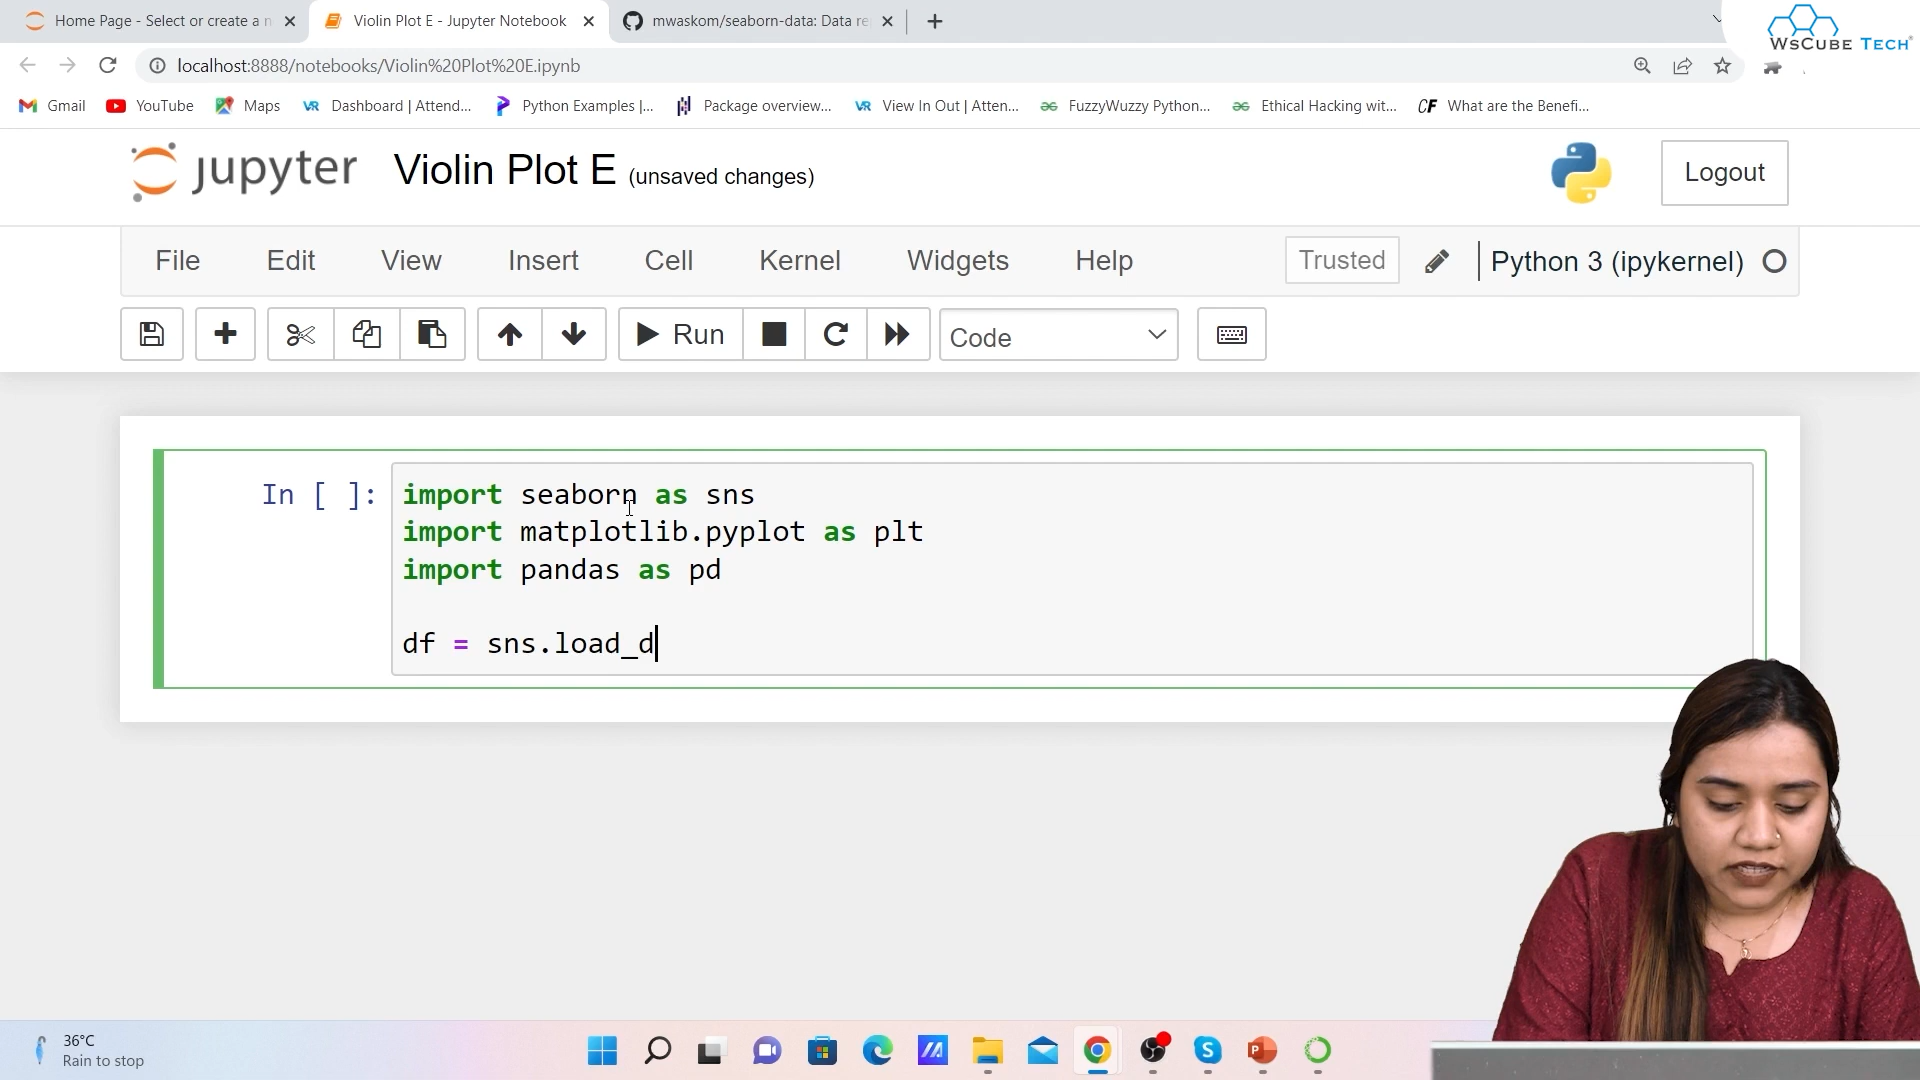 Home Page - Select or create a n
Violin Plot E - Jupyter Notebook
mwaskom/seaborn-data: Data re
WsCube Tech
localhost:8888/notebooks/Violin%20Plot%20E.ipynb
Gmail
YouTube
Maps
Dashboard | Attend...
Python Examples |...
Package overview...
View In Out | Atten...
FuzzyWuzzy Python...
Ethical Hacking wit...
CF What are the Benefi...
jupyter Violin Plot E (unsaved changes)
Logout
File Edit View Insert Cell Kernel Widgets Help
Trusted
Python 3 (ipykernel)
Run
Code
In [ ]: import seaborn as sns
import matplotlib.pyplot as plt
import pandas as pd
df = sns.load_d
36°C
Rain to stop